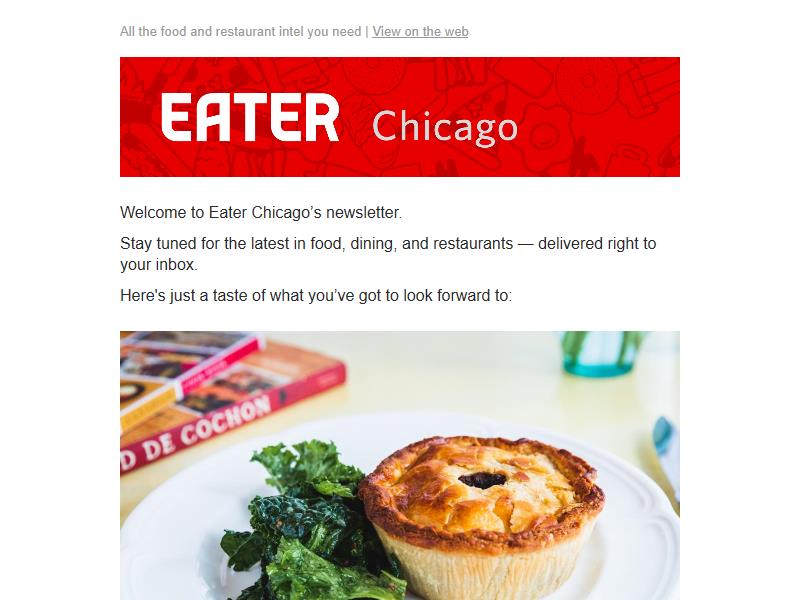 All the food and restaurant intel you need | View on the web
EATER Chicago
Welcome to Eater Chicago’s newsletter.
Stay tuned for the latest in food, dining, and restaurants — delivered right to
your inbox.
Here's just a taste of what you’ve got to look forward to:
D DE COCHON